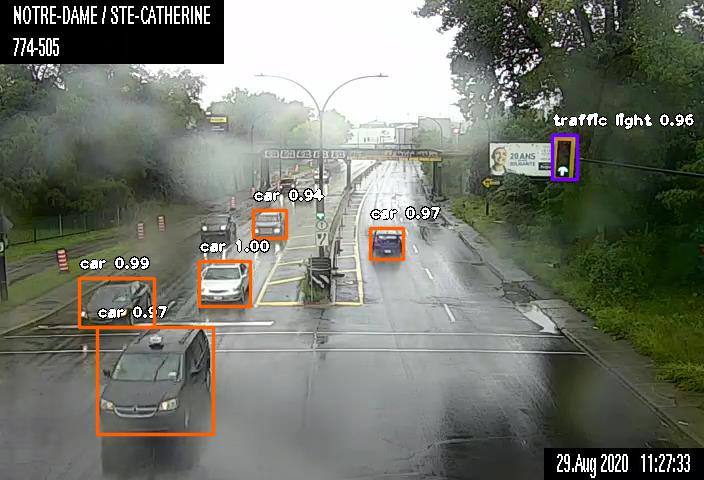 NOTRE-DAME / STE-CATHERINE
774-505
traffic light 0.96
car 0.94
car 0.97
car 1.00
car 0.99
car 0.97
20 ANS
29.Aug 2020 11:27:33